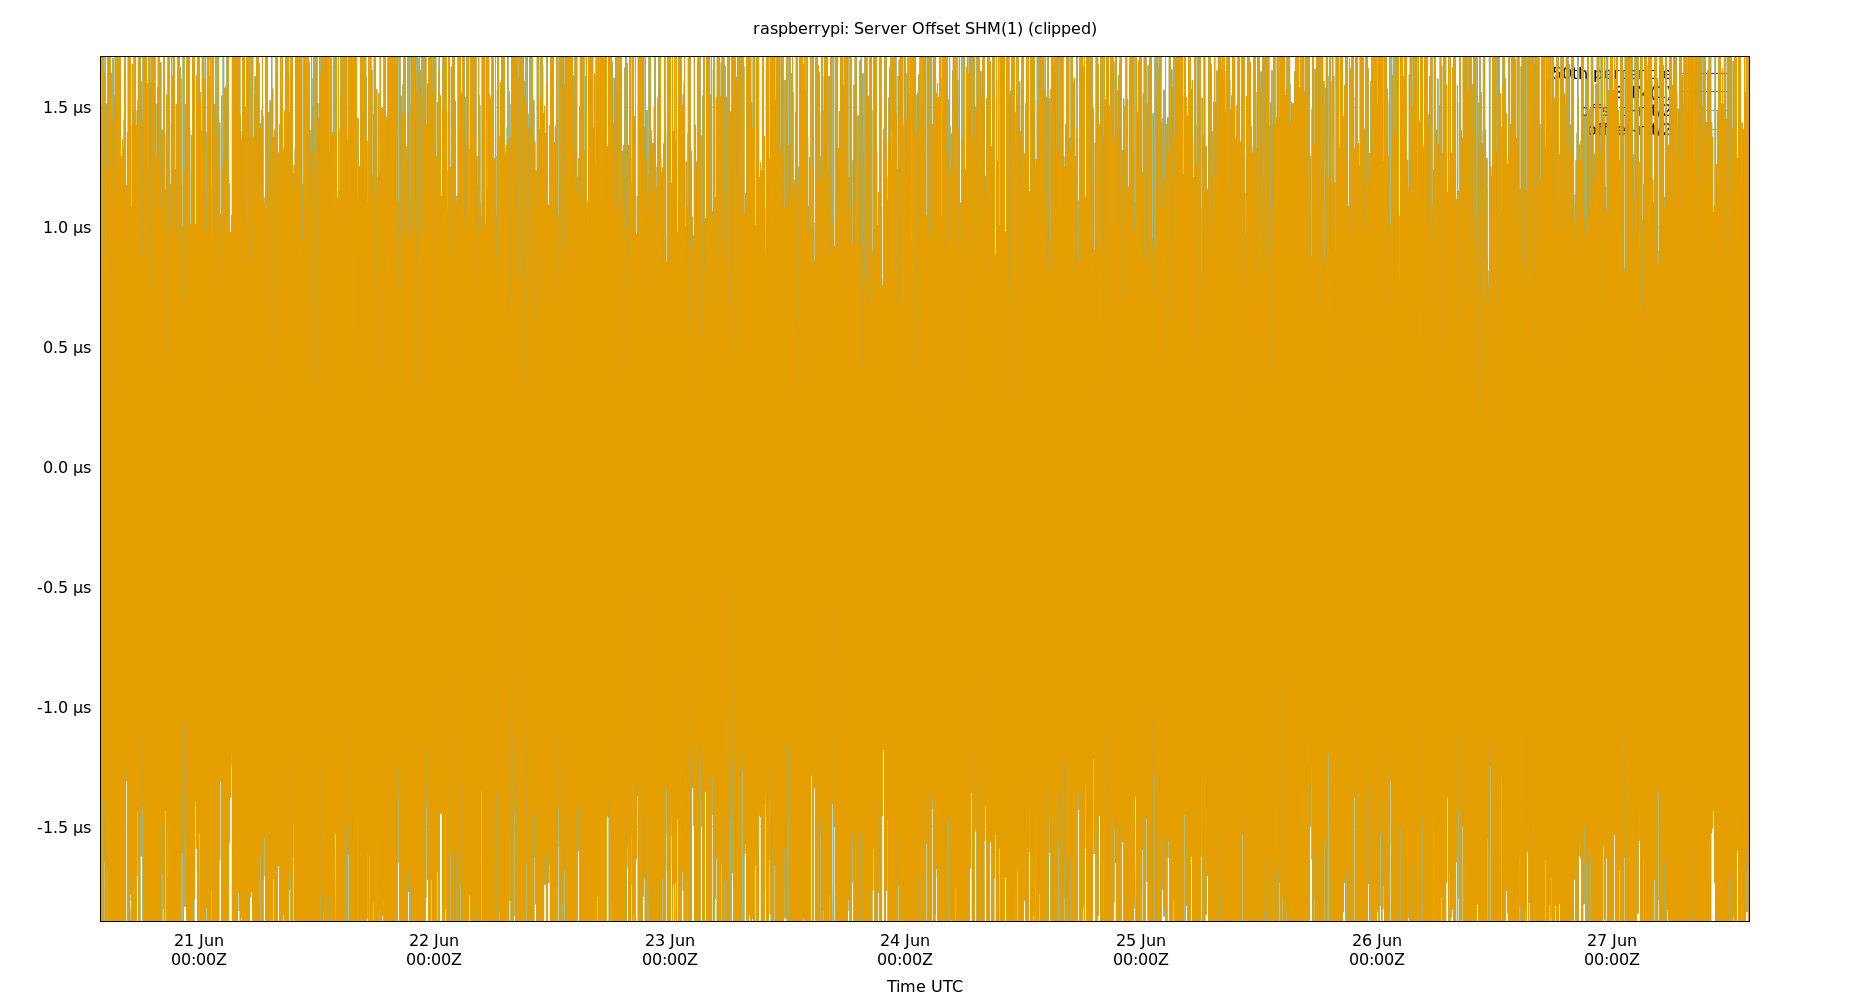 raspberrypi: Server Offset SHM(1) (clipped)
1.5 µs
1.0 µs
0.5 µs
0.0 µs
-0.5 µs
-1.0 µs
-1.5 µs
21 Jun 22 Jun 23 Jun 24 Jun 25 Jun 26 Jun 27 Jun
00:00Z 00:00Z 00:00Z 00:00Z 00:00Z 00:00Z 00:00Z
Time UTC